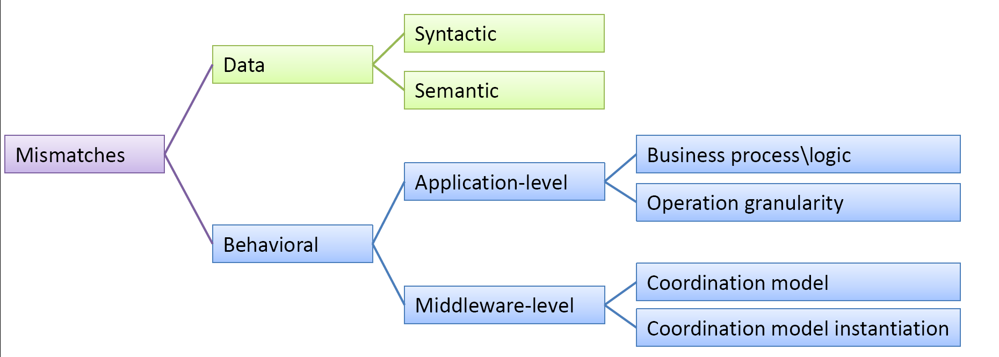 Mismatches
Data
Syntactic
Semantic
Behavioral
Application-level
Business process\logic
Operation granularity
Middleware-level
Coordination model
Coordination model instantiation